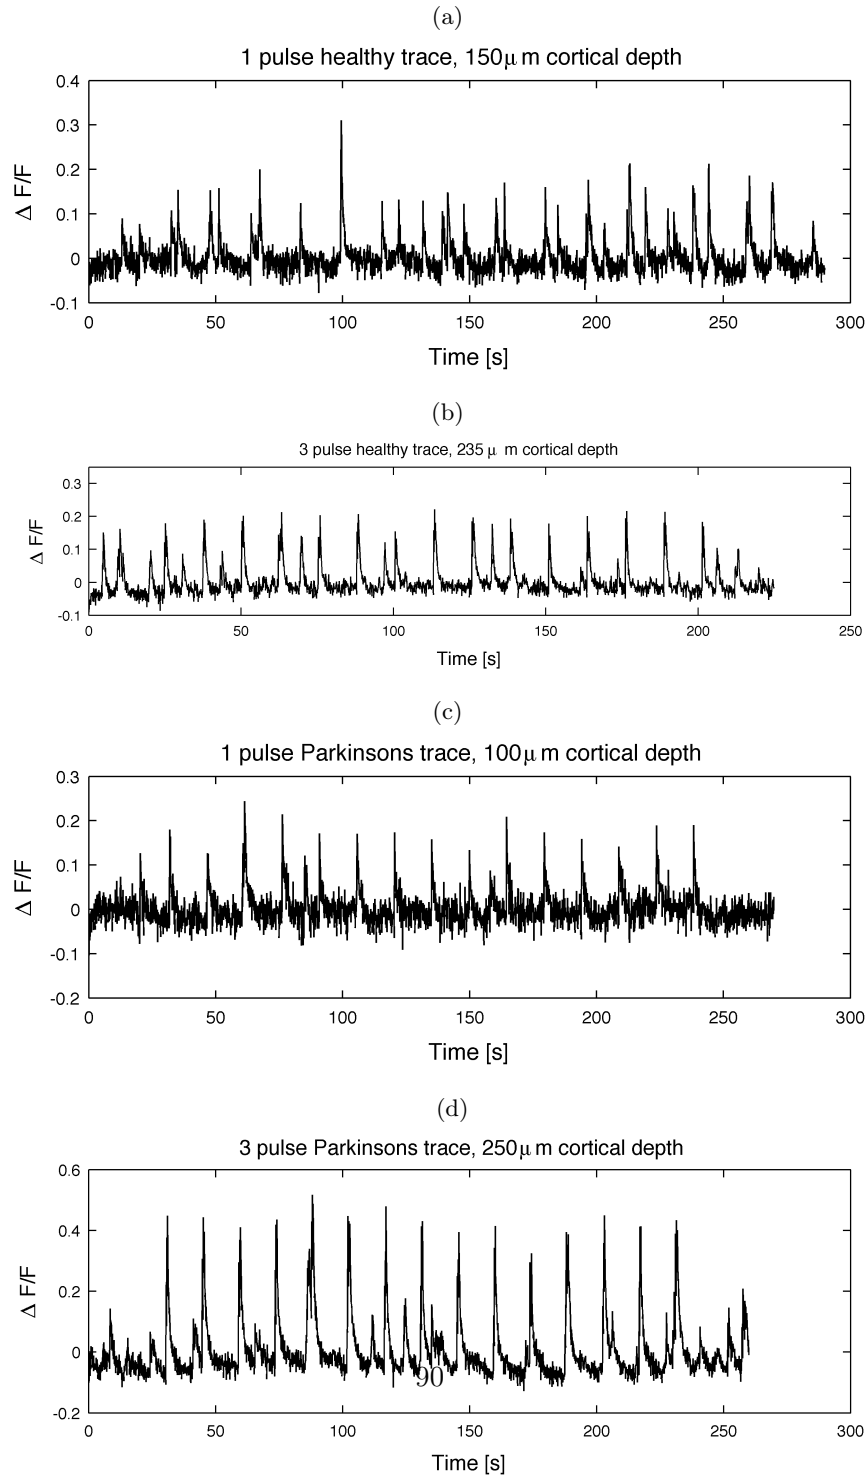 (a)
1 pulse healthy trace, 150μm cortical depth
0.4
0.3
0.2
0.1
0
-0.1
Δ F/F
0 50 100 150 200 250 300
Time [s]
(b)
3 pulse healthy trace, 235μ m cortical depth
0.3
0.2
0.1
0
-0.1
Δ F/F
0 50 100 150 200 250
Time [s]
(c)
1 pulse Parkinsons trace, 100μm cortical depth
0.3
0.2
0.1
0
-0.1
-0.2
Δ F/F
0 50 100 150 200 250 300
Time [s]
(d)
3 pulse Parkinsons trace, 250μm cortical depth
0.6
0.4
0.2
0
-0.2
Δ F/F
90
0 50 100 150 200 250 300
Time [s]